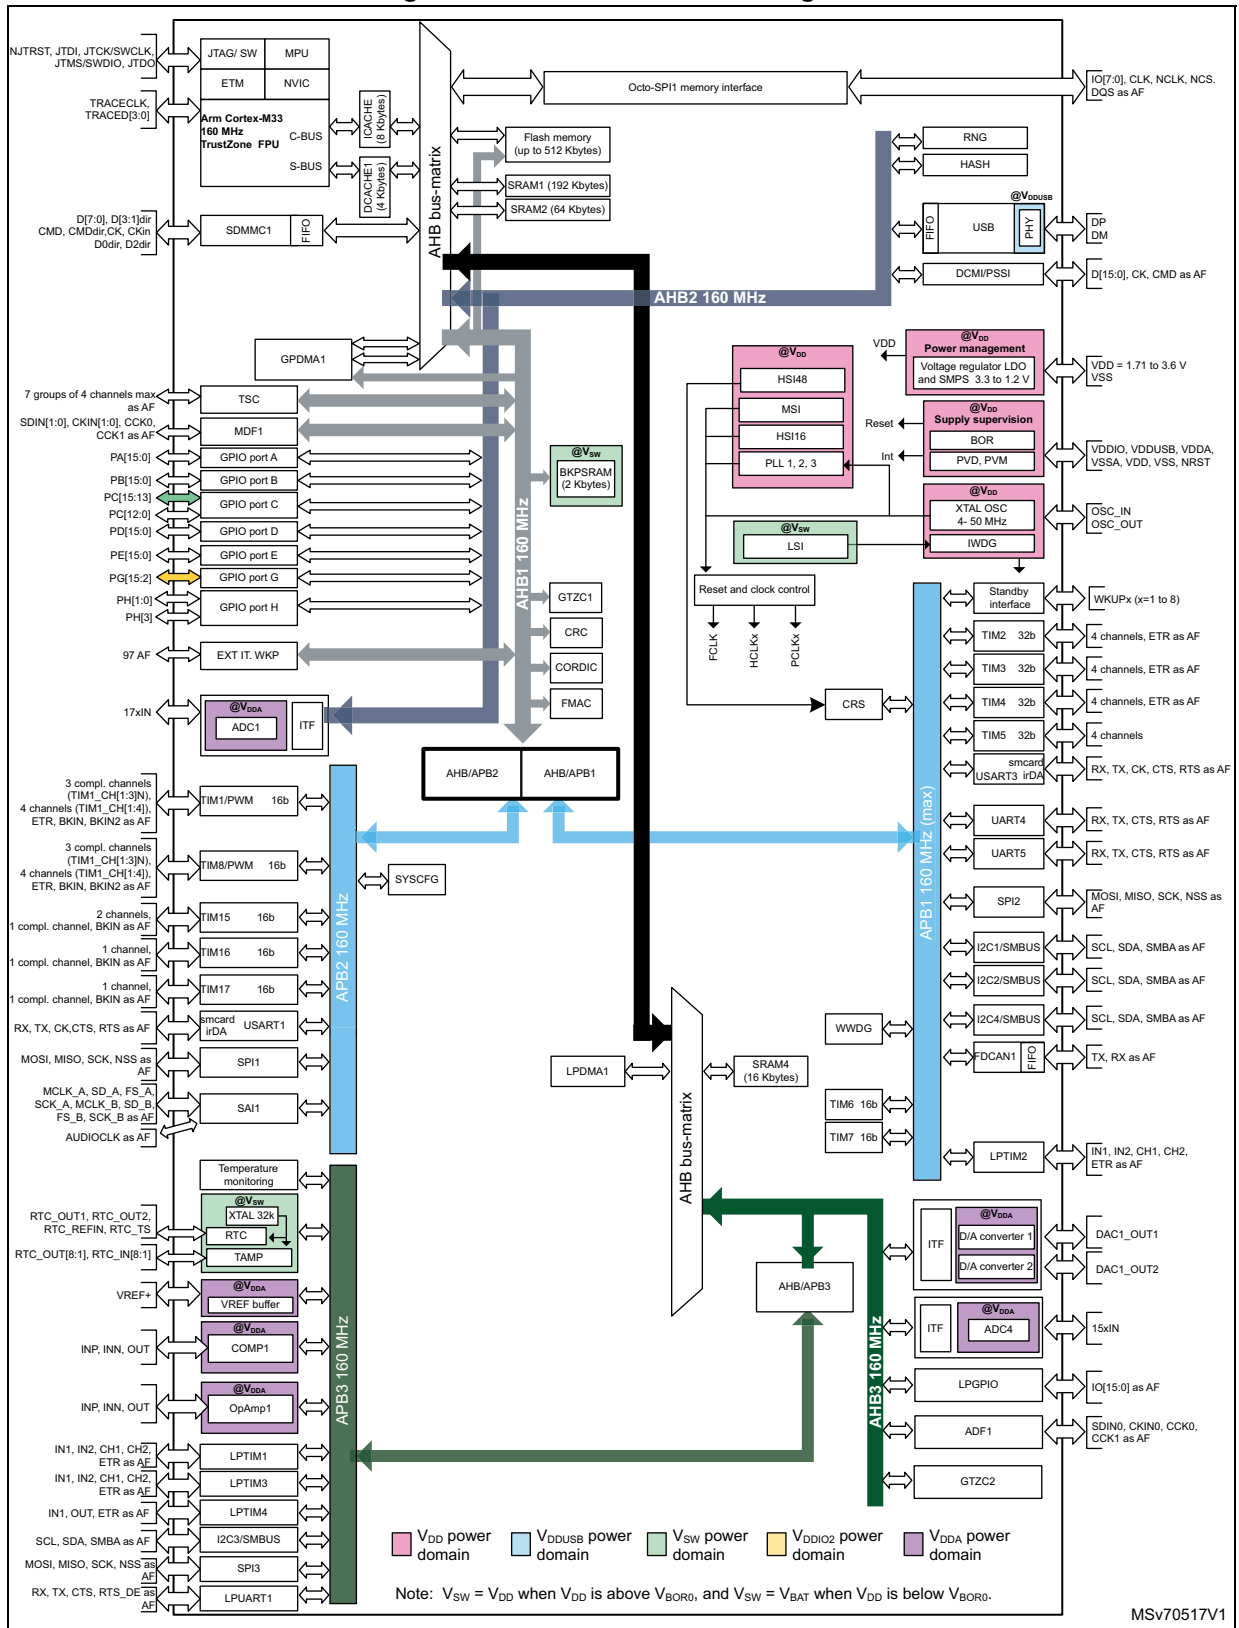 NJTRST, JTDI, JTCK/SWCLK,
JTMS/SWDIO, JTDO
TRACECLK,
TRACED[3:0]
JTAG/ SW
MPU
ETM
NVIC
Arm Cortex-M33
160 MHz
TrustZone FPU
C-BUS
S-BUS
ICACHE
(8 Kbytes)
DCACHE1
(4 Kbytes)
AHB bus-matrix
Octo-SPI1 memory interface
IO[7:0], CLK, NCLK, NCS.
DQS as AF
Flash memory
(up to 512 Kbytes)
SRAM1 (192 Kbytes)
SRAM2 (64 Kbytes)
RNG
HASH
@VDDUSB
FIFO
USB
PHY
DP
DM
DCMI/PSSI
D[15:0], CK, CMD as AF
AHB2 160 MHz
D[7:0], D[3:1]dir
CMD, CMDdir,CK, CKin
D0dir, D2dir
SDMMC1
FIFO
GPDMA1
7 groups of 4 channels max
as AF
TSC
SDIN[1:0], CKIN[1:0], CCK0,
CCK1 as AF
MDF1
PA[15:0]
GPIO port A
PB[15:0]
GPIO port B
PC[15:13]
PC[12:0]
GPIO port C
PD[15:0]
GPIO port D
PE[15:0]
GPIO port E
PG[15:2]
GPIO port G
PH[1:0]
PH[3]
GPIO port H
97 AF
EXT IT. WKP
17xIN
@VDDA
ADC1
ITF
AHB1 160 MHz
@VSW
BKPSRAM
(2 Kbytes)
GTZC1
CRC
CORDIC
FMAC
@VDD
HSI48
MSI
HSI16
PLL 1, 2, 3
@VSW
LSI
Reset and clock control
FCLK
HCLKx
PCLKx
VDD
@VDD
Power management
Voltage regulator LDO
and SMPS 3.3 to 1.2 V
VDD = 1.71 to 3.6 V
VSS
Reset
Int
@VDD
Supply supervision
BOR
PVD, PVM
VDDIO, VDDUSB, VDDA,
VSSA, VDD, VSS, NRST
@VDD
XTAL OSC
4- 50 MHz
IWDG
OSC_IN
OSC_OUT
Standby
interface
WKUPx (x=1 to 8)
TIM2 32b
4 channels, ETR as AF
TIM3 32b
4 channels, ETR as AF
TIM4 32b
4 channels, ETR as AF
TIM5 32b
4 channels
CRS
smcard
USART3 irDA
RX, TX, CK, CTS, RTS as AF
UART4
RX, TX, CTS, RTS as AF
UART5
RX, TX, CTS, RTS as AF
SPI2
MOSI, MISO, SCK, NSS as
AF
I2C1/SMBUS
SCL, SDA, SMBA as AF
I2C2/SMBUS
SCL, SDA, SMBA as AF
I2C4/SMBUS
SCL, SDA, SMBA as AF
FDCAN1
FIFO
TX, RX as AF
WWDG
TIM6 16b
TIM7 16b
LPTIM2
IN1, IN2, CH1, CH2,
ETR as AF
APB1 160 MHz (max)
AHB/APB2
AHB/APB1
3 compl. channels
(TIM1_CH[1:3]N),
4 channels (TIM1_CH[1:4]),
ETR, BKIN, BKIN2 as AF
TIM1/PWM 16b
3 compl. channels
(TIM1_CH[1:3]N),
4 channels (TIM1_CH[1:4]),
ETR, BKIN, BKIN2 as AF
TIM8/PWM 16b
2 channels,
1 compl. channel, BKIN as AF
TIM15 16b
1 channel,
1 compl. channel, BKIN as AF
TIM16 16b
1 channel,
1 compl. channel, BKIN as AF
TIM17 16b
RX, TX, CK,CTS, RTS as AF
smcard
irDA USART1
MOSI, MISO, SCK, NSS as
AF
SPI1
MCLK_A, SD_A, FS_A,
SCK_A, MCLK_B, SD_B,
FS_B, SCK_B as AF
AUDIOCLK as AF
SAI1
APB2 160 MHz
SYSCFG
LPDMA1
AHB bus-matrix
SRAM4
(16 Kbytes)
Temperature
monitoring
@VSW
XTAL 32k
RTC
TAMP
RTC_OUT1, RTC_OUT2,
RTC_REFIN, RTC_TS
RTC_OUT[8:1], RTC_IN[8:1]
VREF+
@VDDA
VREF buffer
INP, INN, OUT
@VDDA
COMP1
INP, INN, OUT
@VDDA
OpAmp1
IN1, IN2, CH1, CH2,
ETR as AF
LPTIM1
IN1, IN2, CH1, CH2,
ETR as AF
LPTIM3
IN1, OUT, ETR as AF
LPTIM4
SCL, SDA, SMBA as AF
I2C3/SMBUS
MOSI, MISO, SCK, NSS as
AF
SPI3
RX, TX, CTS, RTS_DE as
AF
LPUART1
APB3 160 MHz
AHB/APB3
AHB3 160 MHz
ITF
@VDDA
D/A converter 1
D/A converter 2
DAC1_OUT1
DAC1_OUT2
ITF
@VDDA
ADC4
15xIN
LPGPIO
IO[15:0] as AF
ADF1
SDIN0, CKIN0, CCK0,
CCK1 as AF
GTZC2
VDD power
domain
VDDUSB power
domain
VSW power
domain
VDDIO2 power
domain
VDDA power
domain
Note: VSW = VDD when VDD is above VBOR0, and VSW = VBAT when VDD is below VBOR0.
MSv70517V1